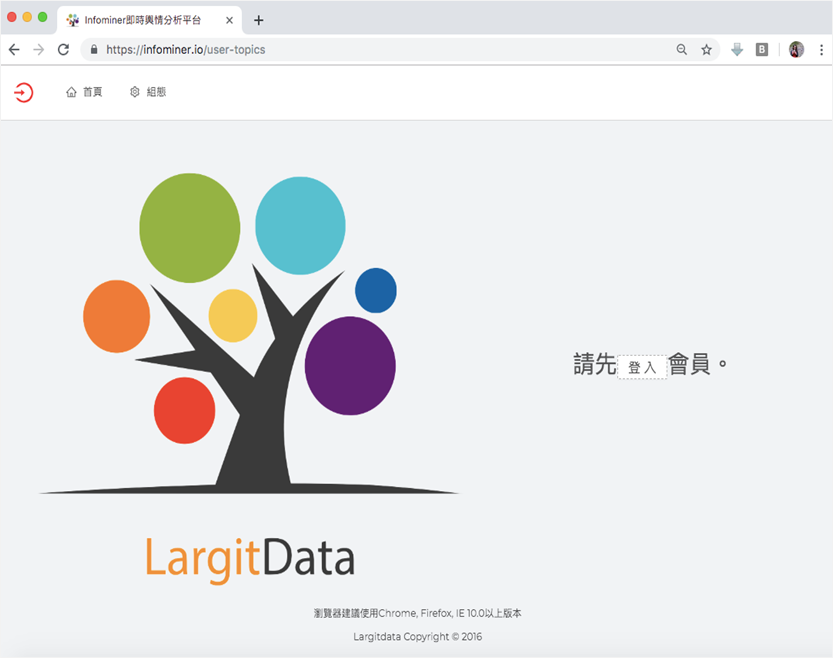 Infominer即時輿情分析平台
https://infominer.io/user-topics
B
首頁
組態
請先 登入 會員。
LargitData
瀏覽器建議使用Chrome, Firefox, IE 10.0以上版本
Largitdata Copyright © 2016